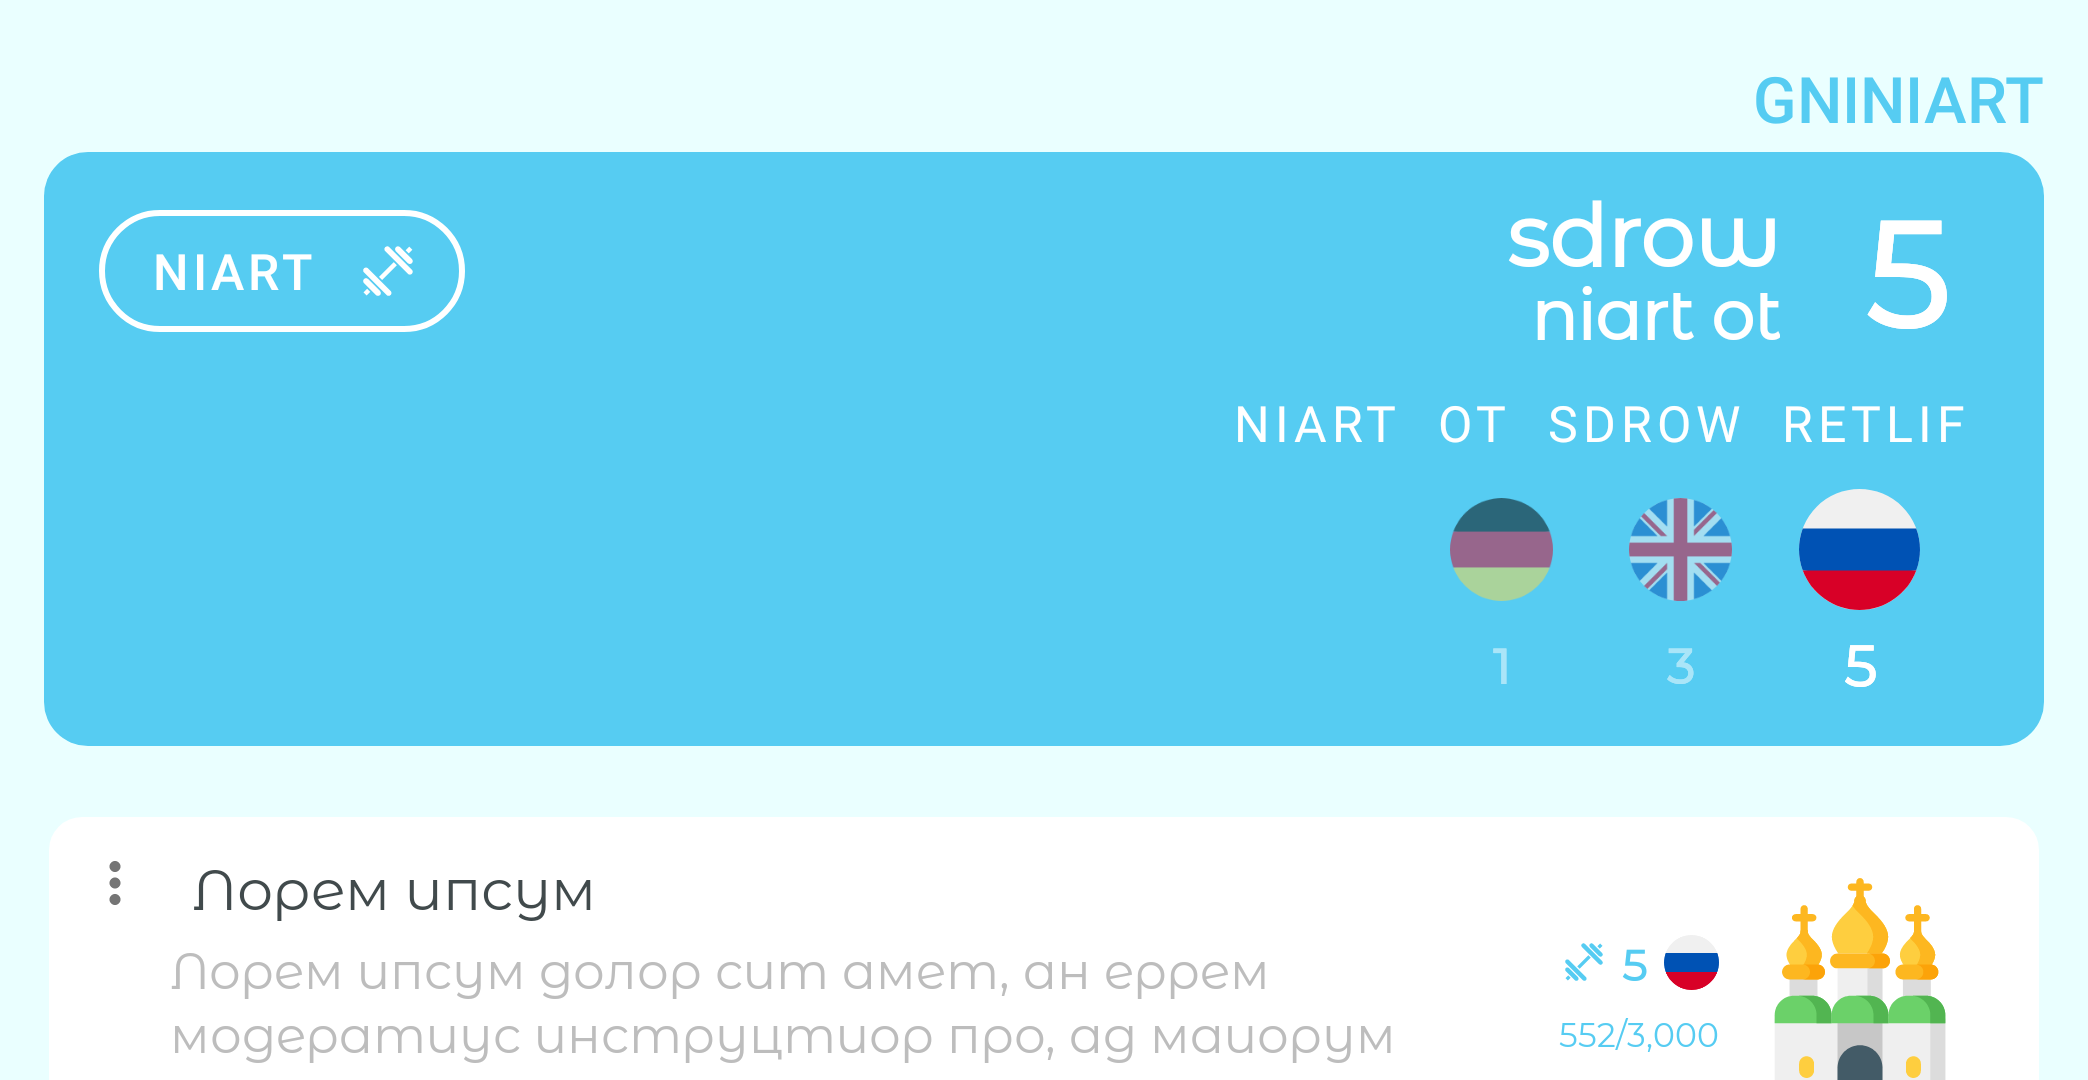 GNINIART
NIART
sdrow
niart ot
5
NIART OT SDROW RETLIF
1 3 5
Лорем ипсум
Лорем ипсум долор сит амет, ан еррем
модератиус инструцтиор про, ад маиорум
5
552/3,000